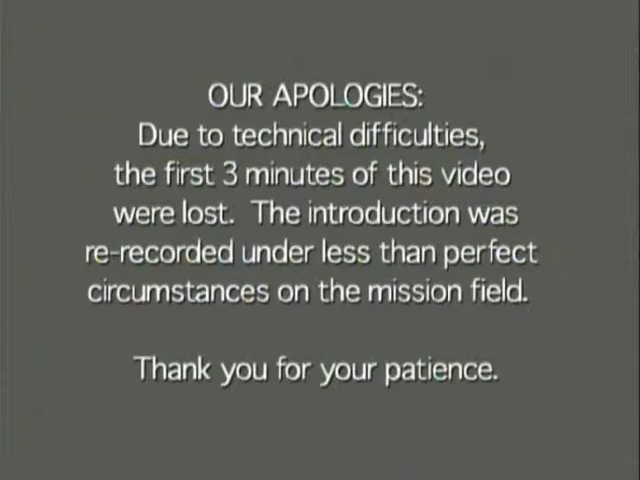 OUR APOLOGIES:
Due to technical difficulties,
the first 3 minutes of this video
were lost.  The introduction was
re-recorded under less than perfect
circumstances on the mission field.
Thank you for your patience.